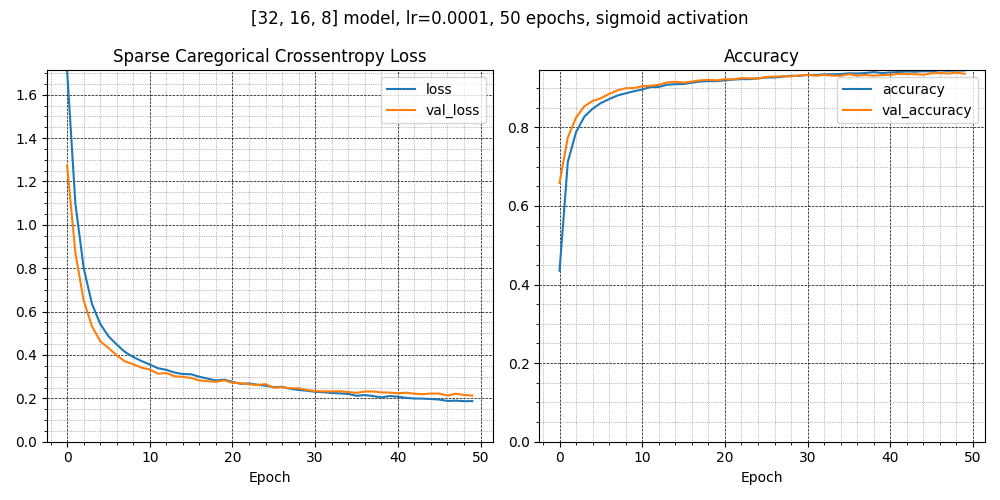 [32, 16, 8] model, lr=0.0001, 50 epochs, sigmoid activation
Sparse Caregorical Crossentropy Loss
loss
val_loss
1.6
1.4
1.2
1.0
0.8
0.6
0.4
0.2
0.0
0 10 20 30 40 50
Epoch
Accuracy
accuracy
val_accuracy
0.8
0.6
0.4
0.2
0.0
0 10 20 30 40 50
Epoch